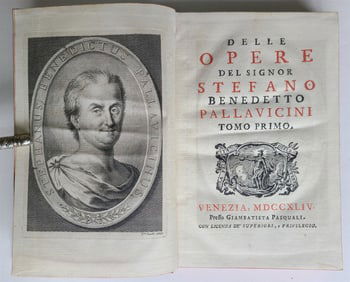 STEPHANUS BENEDICTUS PALLAVICINUS
DELLE
OPERE
DEL SIGNOR
STEFANO
BENEDETTO
PALLAVICINI
TOMO PRIMO.
VENEZIA, MDCCXLIV.
Presso GIAMBATISTA PASQUALI.
CON LICENZA DE' SUPERIORI, E PRIVILEGIO.